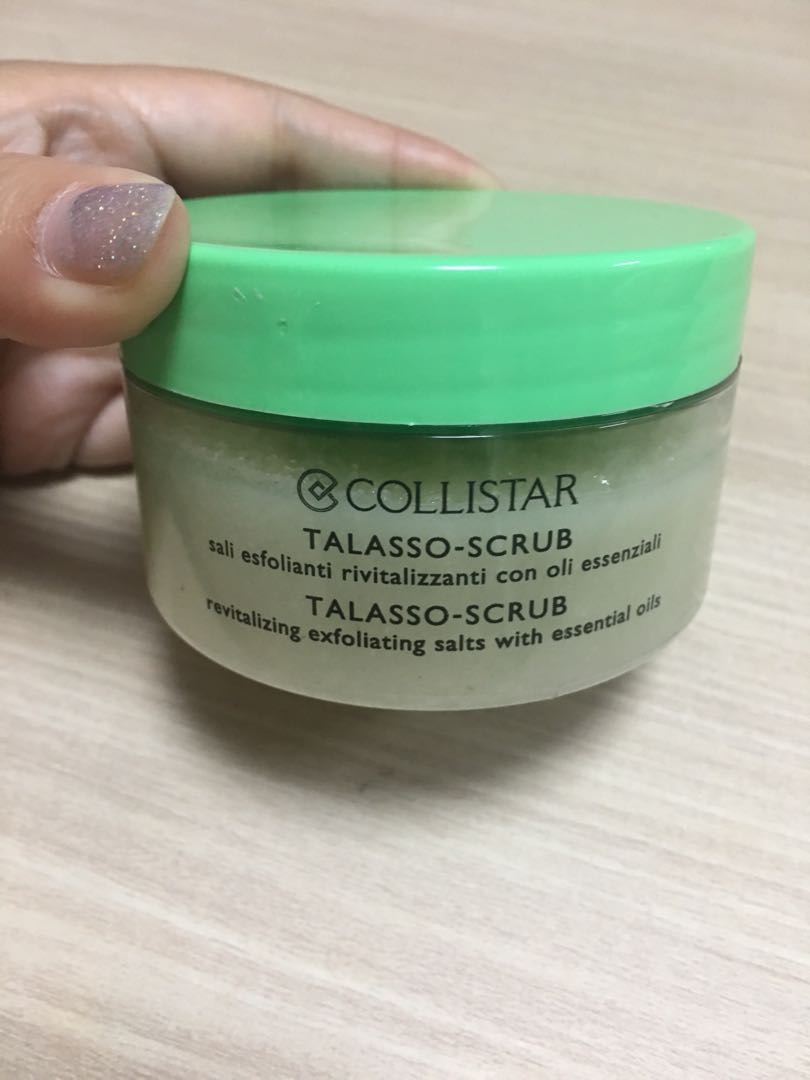 COLLISTAR
TALASSO-SCRUB
sali esfolianti rivitalizzanti con oli essenziali
TALASSO-SCRUB
revitalizing exfoliating salts with essential oils